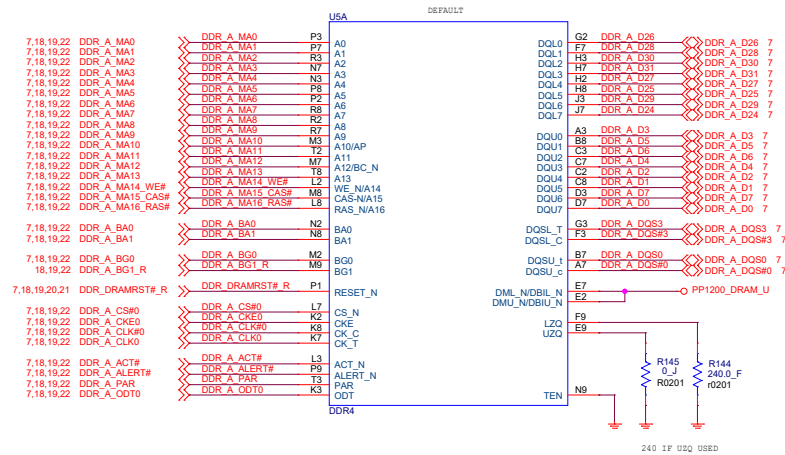 DEFAULT
U5A
7,18,19,22 DDR_A_MA0 DDR_A_MA0 P3 A0 DQL0 G2 DDR_A_D26 DDR_A_D26 7
7,18,19,22 DDR_A_MA1 DDR_A_MA1 P7 A1 DQL1 F7 DDR_A_D28 DDR_A_D28 7
7,18,19,22 DDR_A_MA2 DDR_A_MA2 R3 A2 DQL2 H3 DDR_A_D30 DDR_A_D30 7
7,18,19,22 DDR_A_MA3 DDR_A_MA3 N7 A3 DQL3 H7 DDR_A_D31 DDR_A_D31 7
7,18,19,22 DDR_A_MA4 DDR_A_MA4 N3 A4 DQL4 H2 DDR_A_D27 DDR_A_D27 7
7,18,19,22 DDR_A_MA5 DDR_A_MA5 P8 A5 DQL5 H8 DDR_A_D25 DDR_A_D25 7
7,18,19,22 DDR_A_MA6 DDR_A_MA6 P2 A6 DQL6 J3 DDR_A_D29 DDR_A_D29 7
7,18,19,22 DDR_A_MA7 DDR_A_MA7 R8 A7 DQL7 J7 DDR_A_D24 DDR_A_D24 7
7,18,19,22 DDR_A_MA8 DDR_A_MA8 R2 A8
7,18,19,22 DDR_A_MA9 DDR_A_MA9 R7 A9 DQU0 A3 DDR_A_D3 DDR_A_D3 7
7,18,19,22 DDR_A_MA10 DDR_A_MA10 M3 A10/AP DQU1 B8 DDR_A_D5 DDR_A_D5 7
7,18,19,22 DDR_A_MA11 DDR_A_MA11 T2 A11 DQU2 C3 DDR_A_D6 DDR_A_D6 7
7,18,19,22 DDR_A_MA12 DDR_A_MA12 M7 A12/BC_N DQU3 C7 DDR_A_D4 DDR_A_D4 7
7,18,19,22 DDR_A_MA13 DDR_A_MA13 T8 A13 DQU4 C2 DDR_A_D2 DDR_A_D2 7
7,18,19,22 DDR_A_MA14_WE# DDR_A_MA14_WE# L2 WE_N/A14 DQU5 C8 DDR_A_D1 DDR_A_D1 7
7,18,19,22 DDR_A_MA15_CAS# DDR_A_MA15_CAS# M8 CAS-N/A15 DQU6 D3 DDR_A_D7 DDR_A_D7 7
7,18,19,22 DDR_A_MA16_RAS# DDR_A_MA16_RAS# L8 RAS_N/A16 DQU7 D7 DDR_A_D0 DDR_A_D0 7
7,18,19,22 DDR_A_BA0 DDR_A_BA0 N2 BA0 DQSL_T G3 DDR_A_DQS3 DDR_A_DQS3 7
7,18,19,22 DDR_A_BA1 DDR_A_BA1 N8 BA1 DQSL_C F3 DDR_A_DQS#3 DDR_A_DQS#3 7
7,18,19,22 DDR_A_BG0 DDR_A_BG0 M2 BG0 DQSU_t B7 DDR_A_DQS0 DDR_A_DQS0 7
18,19,22 DDR_A_BG1_R DDR_A_BG1_R M9 BG1 DQSU_c A7 DDR_A_DQS#0 DDR_A_DQS#0 7
7,18,19,20,21 DDR_DRAMRST#_R DDR_DRAMRST#_R P1 RESET_N DML_N/DBIL_N E7 PP1200_DRAM_U
DMU_N/DBIU_N E2
7,18,19,22 DDR_A_CS#0 DDR_A_CS#0 L7 CS_N
7,18,19,22 DDR_A_CKE0 DDR_A_CKE0 K2 CKE LZQ F9
7,18,19,22 DDR_A_CLK#0 DDR_A_CLK#0 K8 CK_C UZQ E9
7,18,19,22 DDR_A_CLK0 DDR_A_CLK0 K7 CK_T
7,18,19,22 DDR_A_ACT# DDR_A_ACT# L3 ACT_N R145 R144
7,18,19,22 DDR_A_ALERT# DDR_A_ALERT# P9 ALERT_N 0_J 240.0_F
7,18,19,22 DDR_A_PAR DDR_A_PAR T3 PAR R0201 r0201
7,18,19,22 DDR_A_ODT0 DDR_A_ODT0 K3 ODT TEN N9
DDR4
240 IF UZQ USED